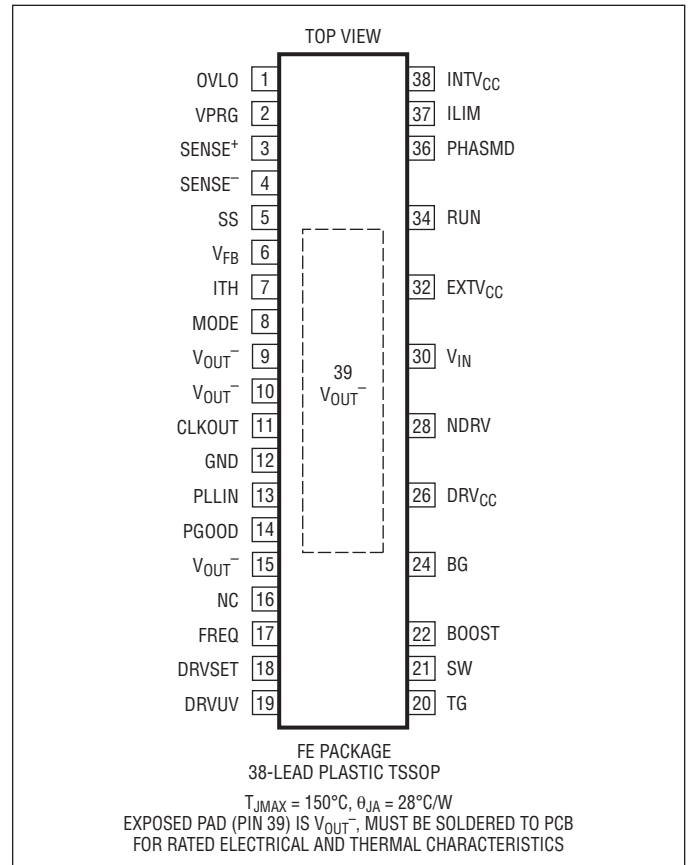 TOP VIEW
OVLO 1
VPRG 2
SENSE+ 3
SENSE– 4
SS 5
VFB 6
ITH 7
MODE 8
VOUT– 9
VOUT– 10
CLKOUT 11
GND 12
PLLIN 13
PGOOD 14
VOUT– 15
NC 16
FREQ 17
DRVSET 18
DRVUV 19
39
VOUT–
38 INTVCC
37 ILIM
36 PHASMD
34 RUN
32 EXTVCC
30 VIN
28 NDRV
26 DRVCC
24 BG
22 BOOST
21 SW
20 TG
FE PACKAGE
38-LEAD PLASTIC TSSOP
TJMAX = 150°C, θJA = 28°C/W
EXPOSED PAD (PIN 39) IS VOUT–, MUST BE SOLDERED TO PCB
FOR RATED ELECTRICAL AND THERMAL CHARACTERISTICS